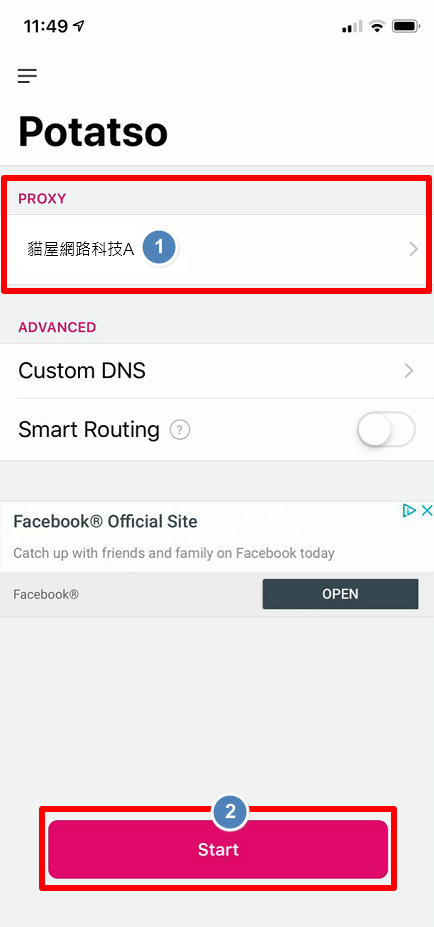 11:49
Potatso
PROXY
貓屋網路科技A
1
ADVANCED
Custom DNS
Smart Routing ?
Facebook® Official Site
Catch up with friends and family on Facebook today
Facebook®
OPEN
2
Start